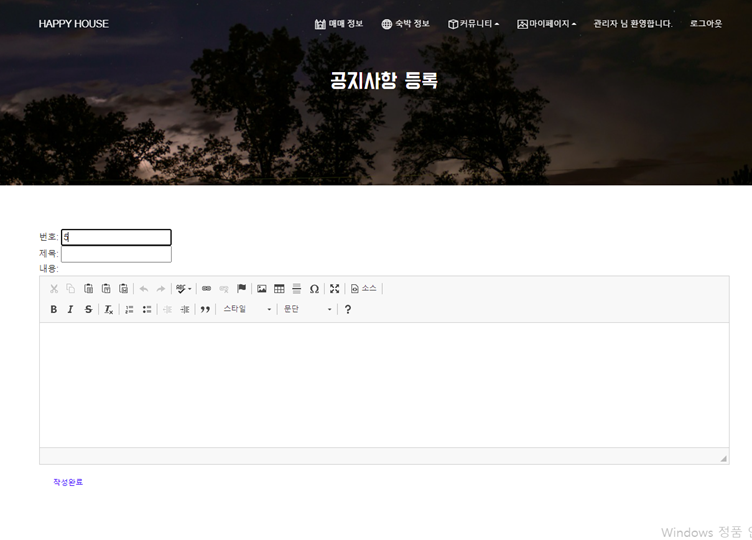 HAPPY HOUSE 매매 정보 숙박 정보 커뮤니티 마이페이지 관리자 님 환영합니다. 로그아웃
공지사항 등록
번호: 5
제목:
내용:
소스
스타일 문단
작성완료
Windows 정품